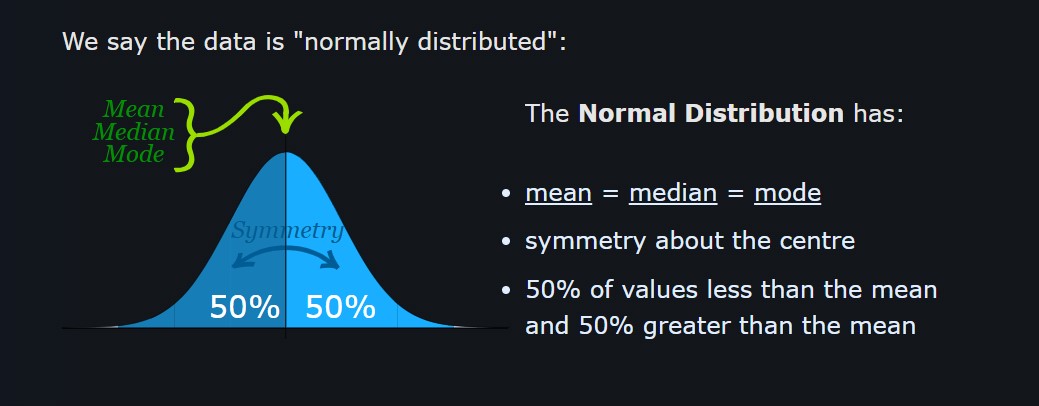 We say the data is "normally distributed":
Mean
Median
Mode
Symmetry
50% 50%
The Normal Distribution has:
mean = median = mode
symmetry about the centre
50% of values less than the mean
and 50% greater than the mean